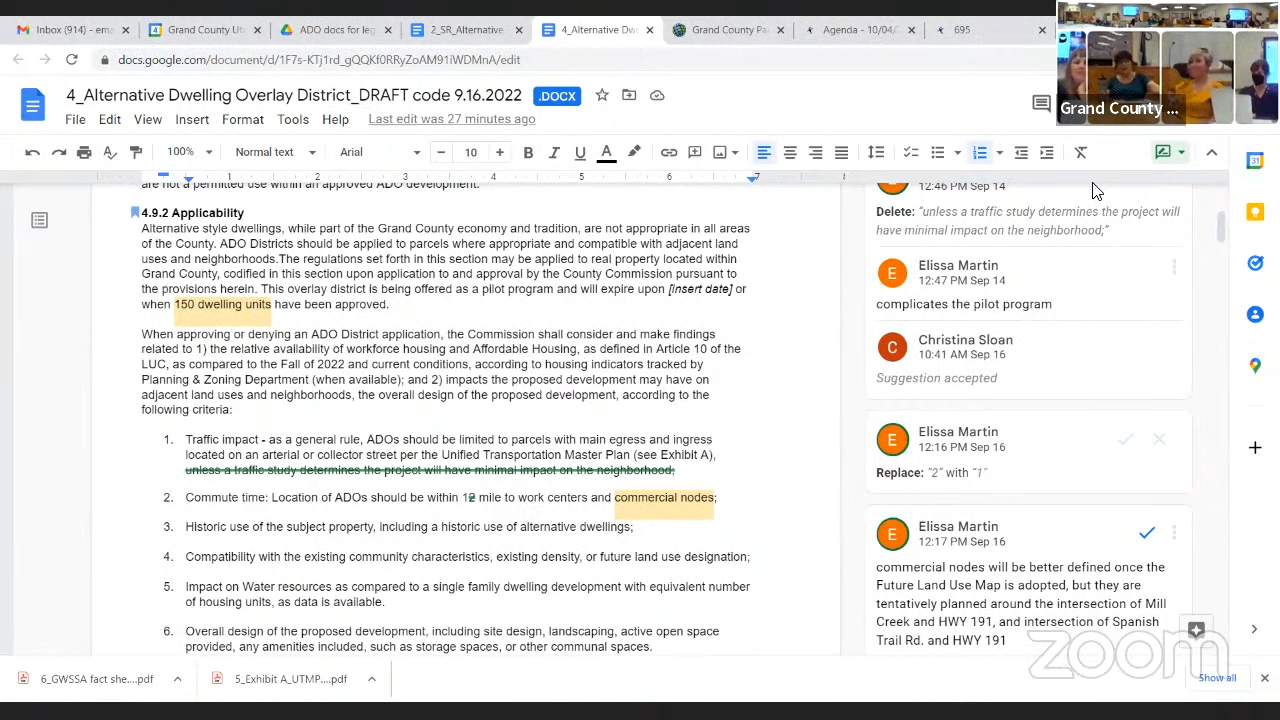 Inbox (914) - ema
Grand County Uta
ADO docs for le
2_SR_Alternative
4_Alternative Dwe
Grand County
Agenda - 10/04/
695
docs.google.com/document/d/1F7s-KTj1rd_gQQKf0RRyZoAM91iWDMnA/edit
4_Alternative Dwelling Overlay District_DRAFT code 9.16.2022
.DOCX
Grand County ...
File Edit View Insert Format Tools Help Last edit was 27 minutes ago
100% Normal text Arial 10 B I U A
1 2 3 4 5 6 7
are not a permitted use within an approved ADO development.
4.9.2 Applicability
Alternative style dwellings, while part of the Grand County economy and tradition, are not appropriate in all areas
of the County. ADO Districts should be applied to parcels where appropriate and compatible with adjacent land
uses and neighborhoods.The regulations set forth in this section may be applied to real property located within
Grand County, codified in this section upon application to and approval by the County Commission pursuant to
the provisions herein. This overlay district is being offered as a pilot program and will expire upon [insert date] or
when 150 dwelling units have been approved.
When approving or denying an ADO District application, the Commission shall consider and make findings
related to 1) the relative availability of workforce housing and Affordable Housing, as defined in Article 10 of the
LUC, as compared to the Fall of 2022 and current conditions, according to housing indicators tracked by
Planning & Zoning Department (when available); and 2) impacts the proposed development may have on
adjacent land uses and neighborhoods, the overall design of the proposed development, according to the
following criteria:
1. Traffic impact - as a general rule, ADOs should be limited to parcels with main egress and ingress
located on an arterial or collector street per the Unified Transportation Master Plan (see Exhibit A),
unless a traffic study determines the project will have minimal impact on the neighborhood;
2. Commute time: Location of ADOs should be within 12 mile to work centers and commercial nodes;
3. Historic use of the subject property, including a historic use of alternative dwellings;
4. Compatibility with the existing community characteristics, existing density, or future land use designation;
5. Impact on Water resources as compared to a single family dwelling development with equivalent number
of housing units, as data is available.
6. Overall design of the proposed development, including site design, landscaping, active open space
provided, any amenities included, such as storage spaces, or other communal spaces.
E
12:46 PM Sep 14
Delete: "unless a traffic study determines the project will
have minimal impact on the neighborhood;"
E
Elissa Martin
12:47 PM Sep 14
complicates the pilot program
C
Christina Sloan
10:41 AM Sep 16
Suggestion accepted
E
Elissa Martin
12:16 PM Sep 16
Replace: "2" with "1"
E
Elissa Martin
12:17 PM Sep 16
commercial nodes will be better defined once the
Future Land Use Map is adopted, but they are
tentatively planned around the intersection of Mill
Creek and HWY 191, and intersection of Spanish
Trail Rd. and HWY 191
zoom
6_GWSSA fact she....pdf
5_Exhibit A_UTMP....pdf
Show all